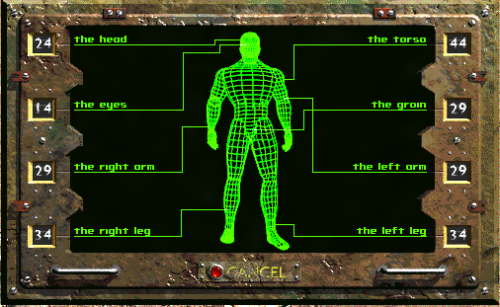 24 the head the torso 44
14 the eyes the groin 29
29 the right arm the left arm 29
34 the right leg the left leg 34
CANCEL